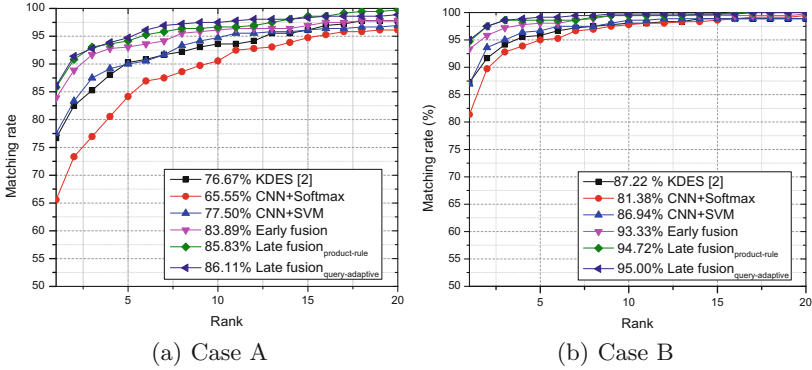 100
95
90
85
80
75
70
65
60
55
50
Matching rate
76.67% KDES [2]
65.55% CNN+Softmax
77.50% CNN+SVM
83.89% Early fusion
85.83% Late fusion product-rule
86.11% Late fusion query-adaptive
5 10 15 20
Rank
(a) Case A
100
95
90
85
80
75
70
65
60
55
50
Matching rate (%)
87.22 % KDES [2]
81.38% CNN+Softmax
86.94% CNN+SVM
93.33% Early fusion
94.72% Late fusion product-rule
95.00% Late fusion query-adaptive
5 10 15 20
Rank
(b) Case B